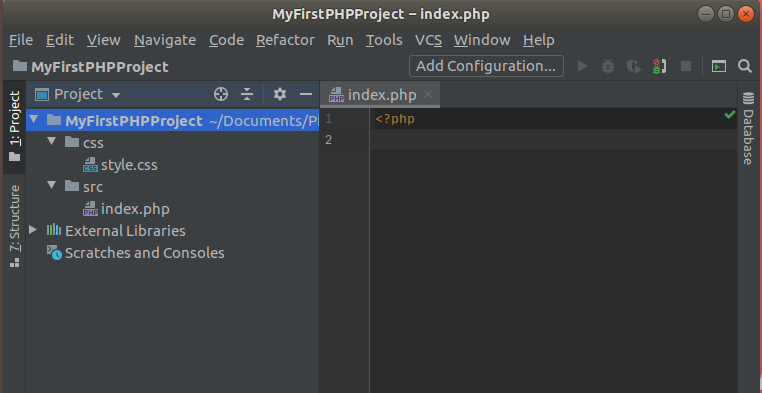 MyFirstPHPProject – index.php
File Edit View Navigate Code Refactor Run Tools VCS Window Help
MyFirstPHPProject Add Configuration...
Project index.php
1: Project
7: Structure
MyFirstPHPProject ~/Documents/P
css
style.css
src
index.php
External Libraries
Scratches and Consoles
1 <?php
2
Database